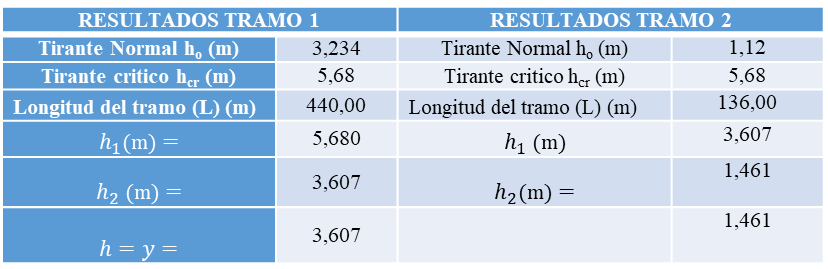 RESULTADOS TRAMO 1 RESULTADOS TRAMO 2
Tirante Normal hₒ (m) 3,234 Tirante Normal hₒ (m) 1,12
Tirante critico h_cr (m) 5,68 Tirante critico h_cr (m) 5,68
Longitud del tramo (L) (m) 440,00 Longitud del tramo (L) (m) 136,00
h₁(m) = 5,680 h₁ (m) 3,607
h₂ (m) = 3,607 h₂(m) = 1,461
h = y = 3,607 1,461